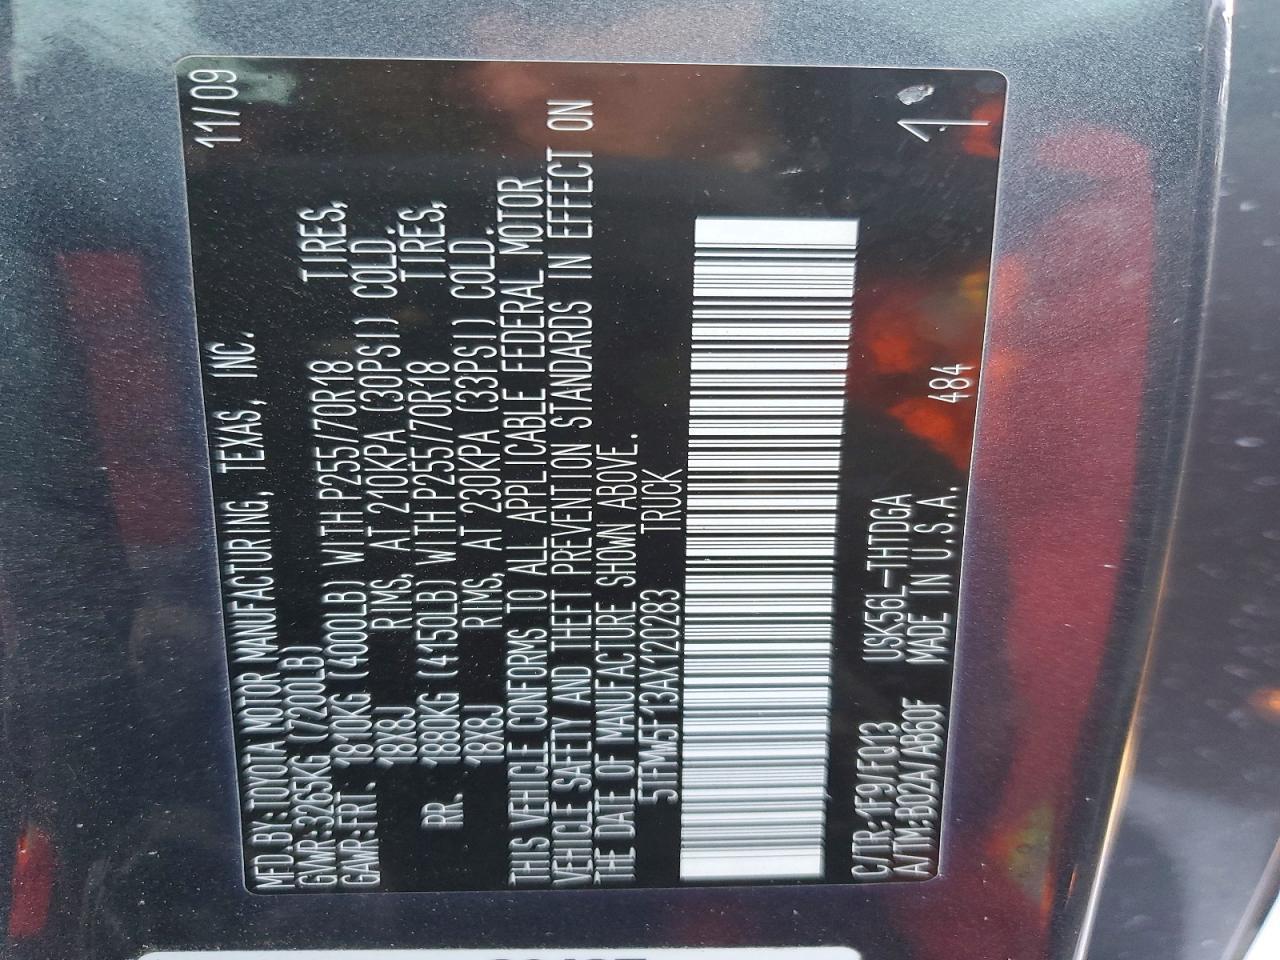 MFD.BY:TOYOTA MOTOR MANUFACTURING, TEXAS, INC. 11/09
GVWR:3265KG (7200LB)
GAWR:FRT. 1810KG (4000LB) WITH P255/70R18 TIRES,
18X8J RIMS, AT 210KPA (30PSI) COLD.
RR. 1880KG (4150LB) WITH P255/70R18 TIRES,
18X8J RIMS, AT 230KPA (33PSI) COLD.
THIS VEHICLE CONFORMS TO ALL APPLICABLE FEDERAL MOTOR
VEHICLE SAFETY AND THEFT PREVENTION STANDARDS IN EFFECT ON
THE DATE OF MANUFACTURE SHOWN ABOVE.
5TFMW5F13AX120283 TRUCK
C/TR:1F9/FQ13 USK56L-THTDGA
A/TM:B02A/AB60F MADE IN U.S.A. 484
1